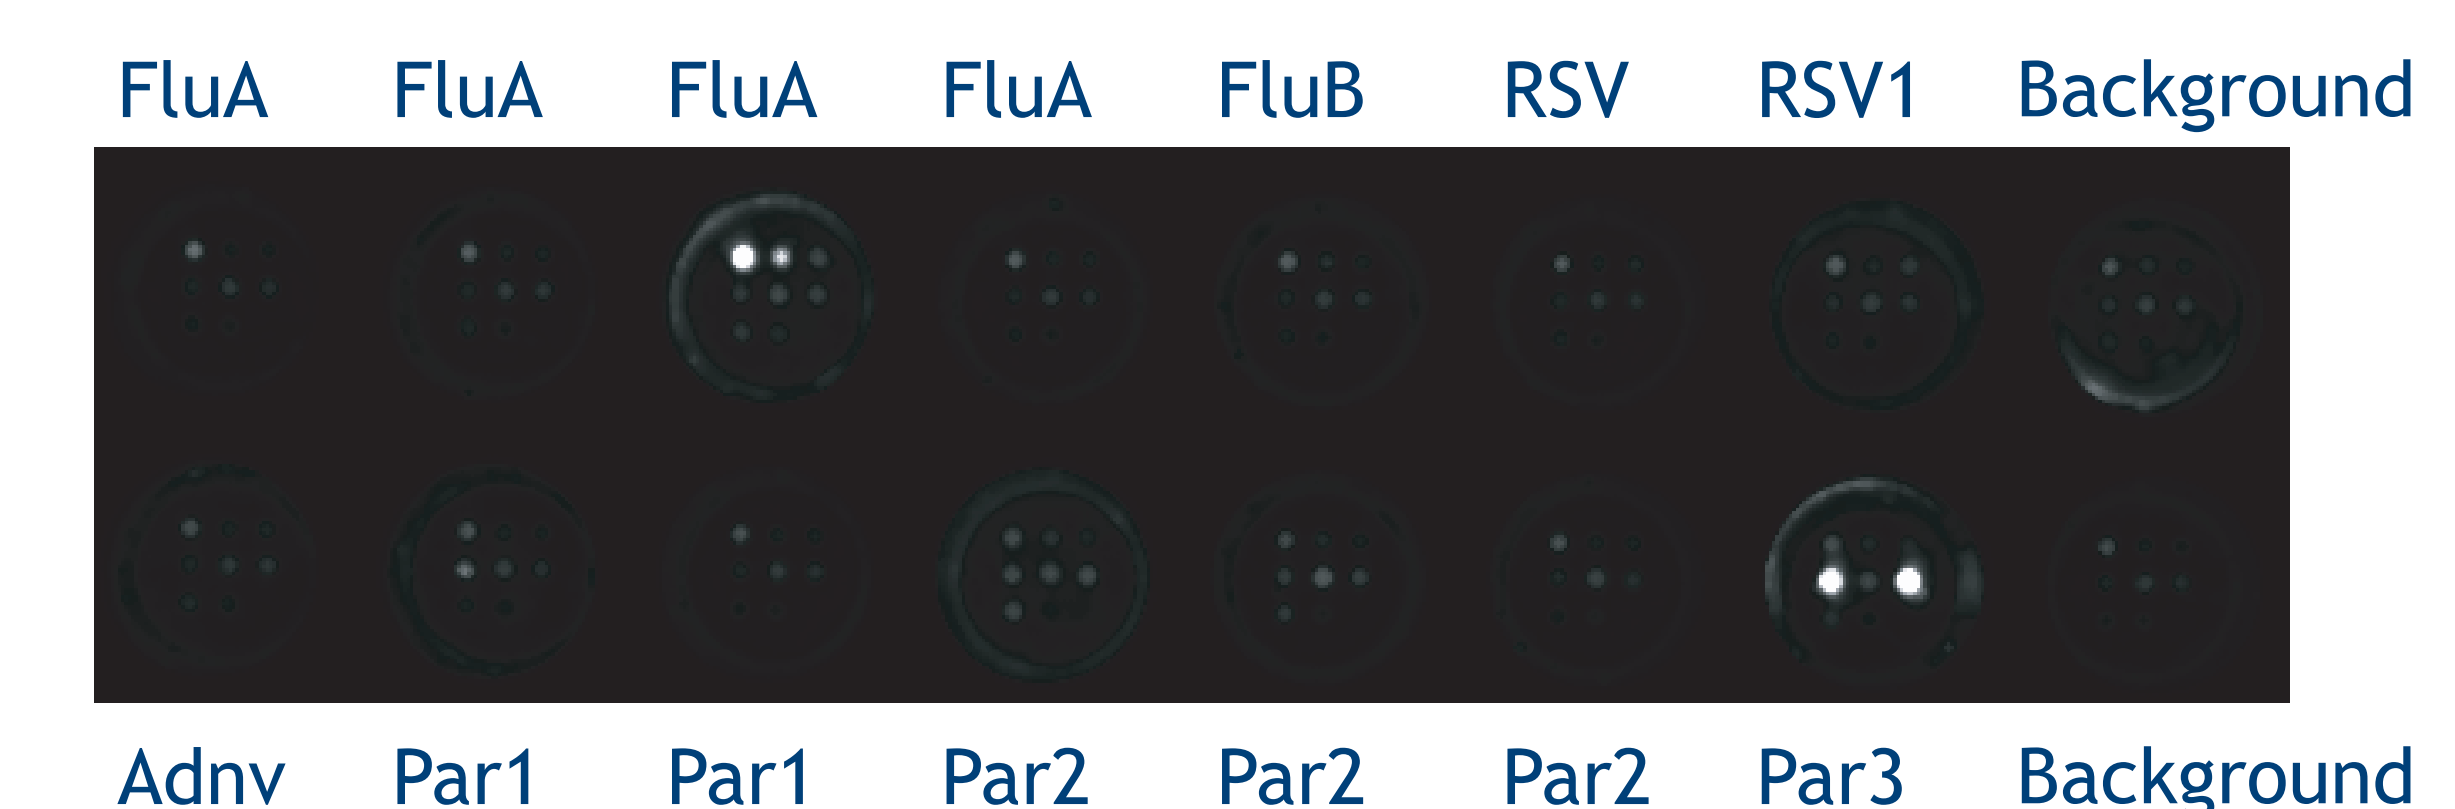 FluA FluA FluA FluA FluB RSV RSV1 Background
Adnv Par1 Par1 Par2 Par2 Par2 Par3 Background